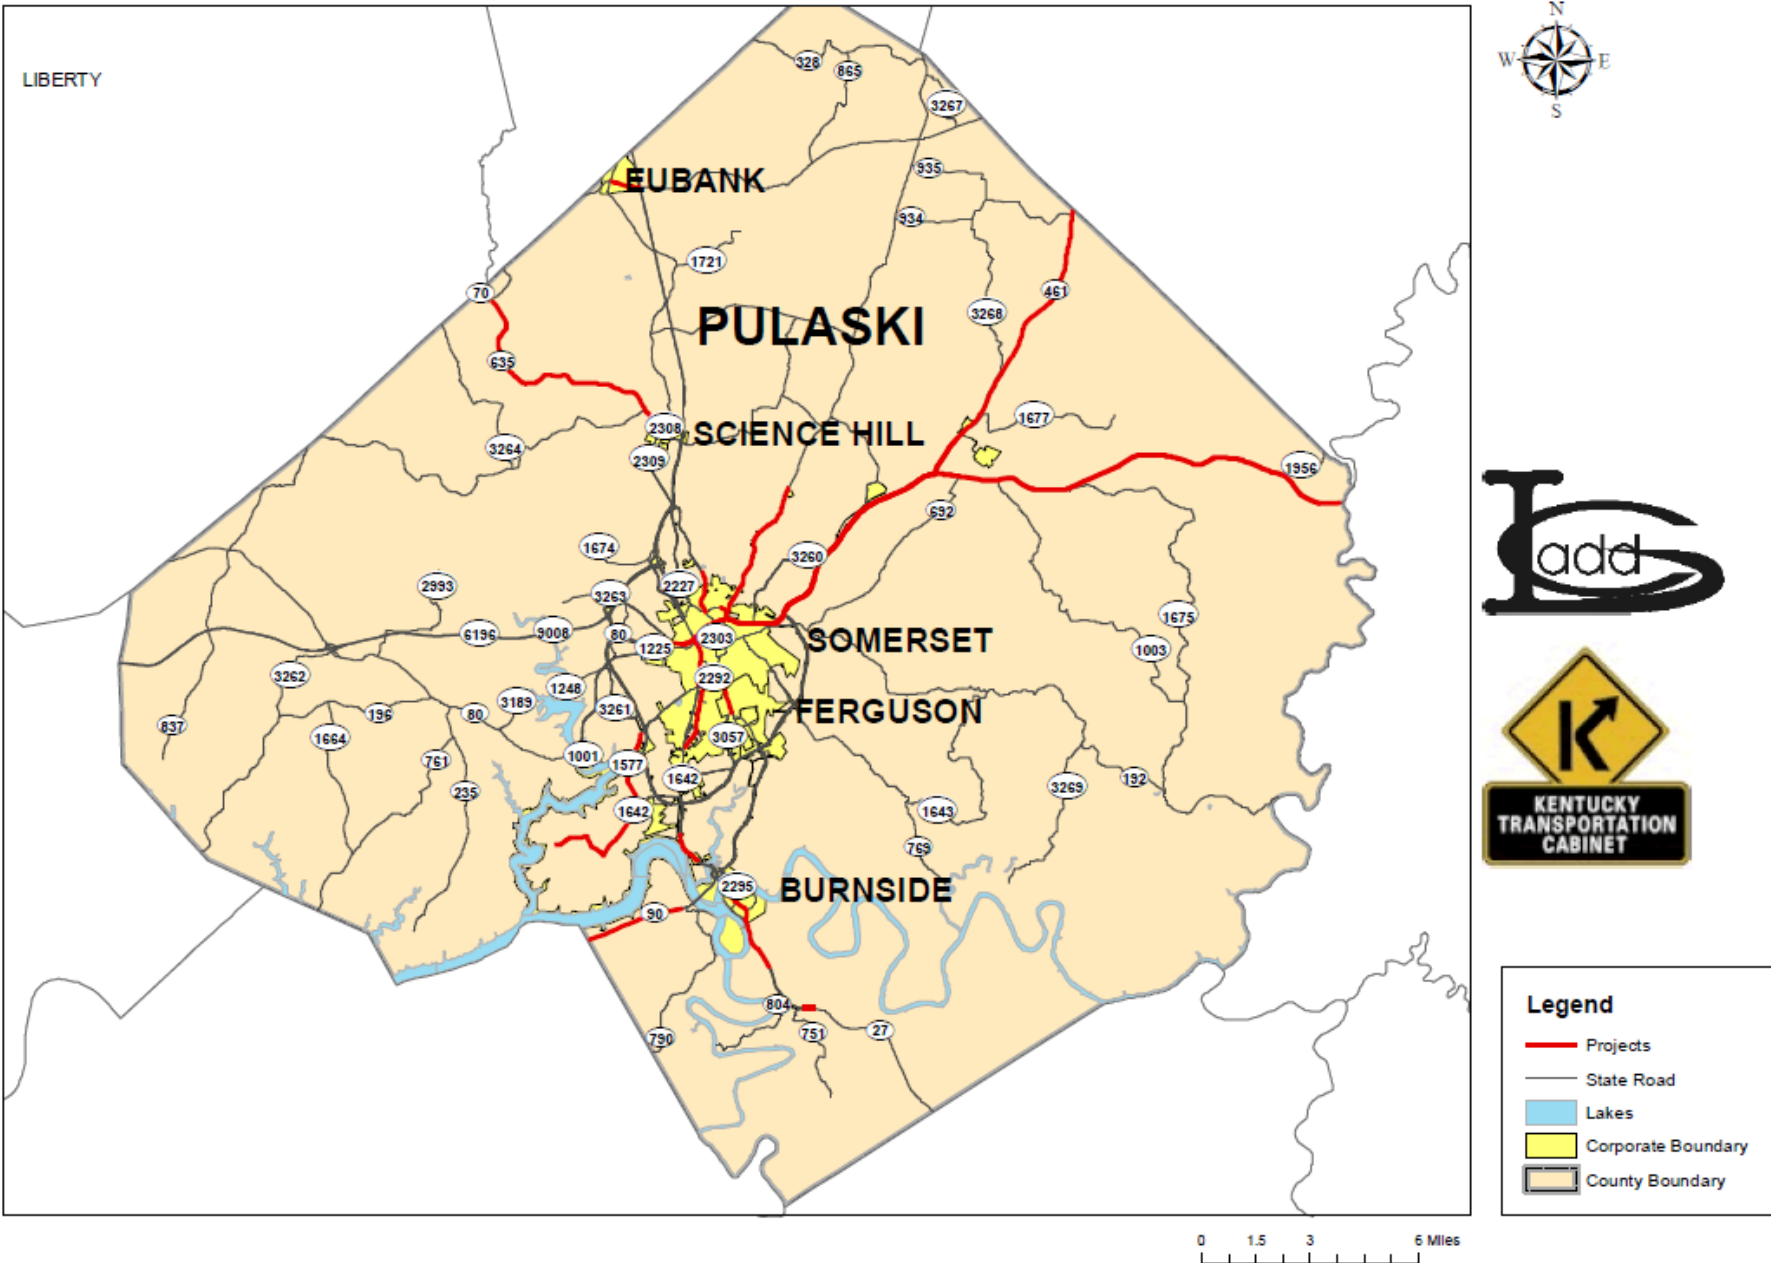 N
W
E
S
LIBERTY
328
865
3267
935
EUBANK
934
1721
70
461
3268
PULASKI
635
1677
2308
SCIENCE HILL
3264
2309
1956
692
1674
3260
2993
2227
3263
1675
6196
9008
80
2303
SOMERSET
1225
1003
3262
2292
1248
3189
196
80
3261
FERGUSON
837
1664
3057
1001
761
1577
1642
192
3269
235
1642
1643
769
2295
BURNSIDE
90
804
751
27
790
Ladd
KENTUCKY
TRANSPORTATION
CABINET
Legend
Projects
State Road
Lakes
Corporate Boundary
County Boundary
0 1.5 3 6 Miles